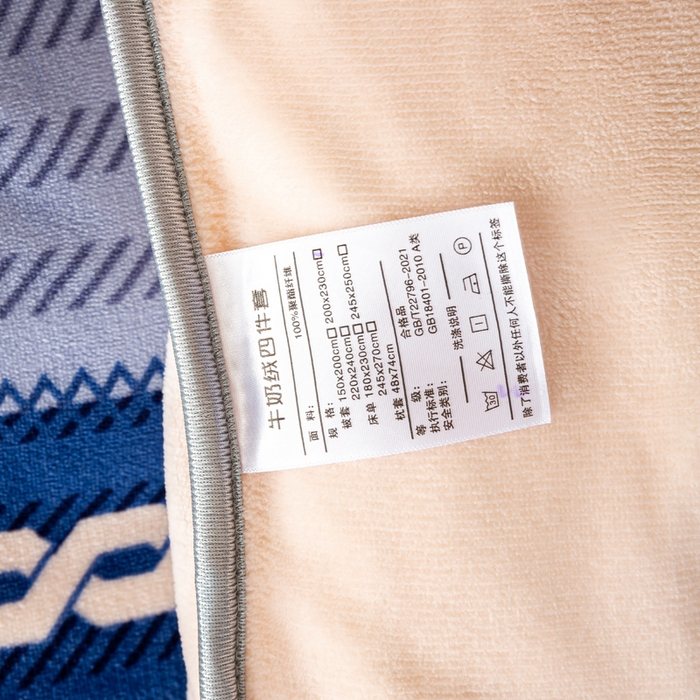 牛奶绒四件套
面 料： 100%聚酯纤维
规 格：
被套 150x200cm□ 200x230cm□
220x240cm□ 245x250cm□
床单 180x230cm□
245x270cm□
枕套 48x74cm
等 级： 合格品
执行标准： GB/T22796-2021
安全类别： GB18401-2010 A类
洗涤说明
30 P
除了消费者以外任何人不能撕除这个标签